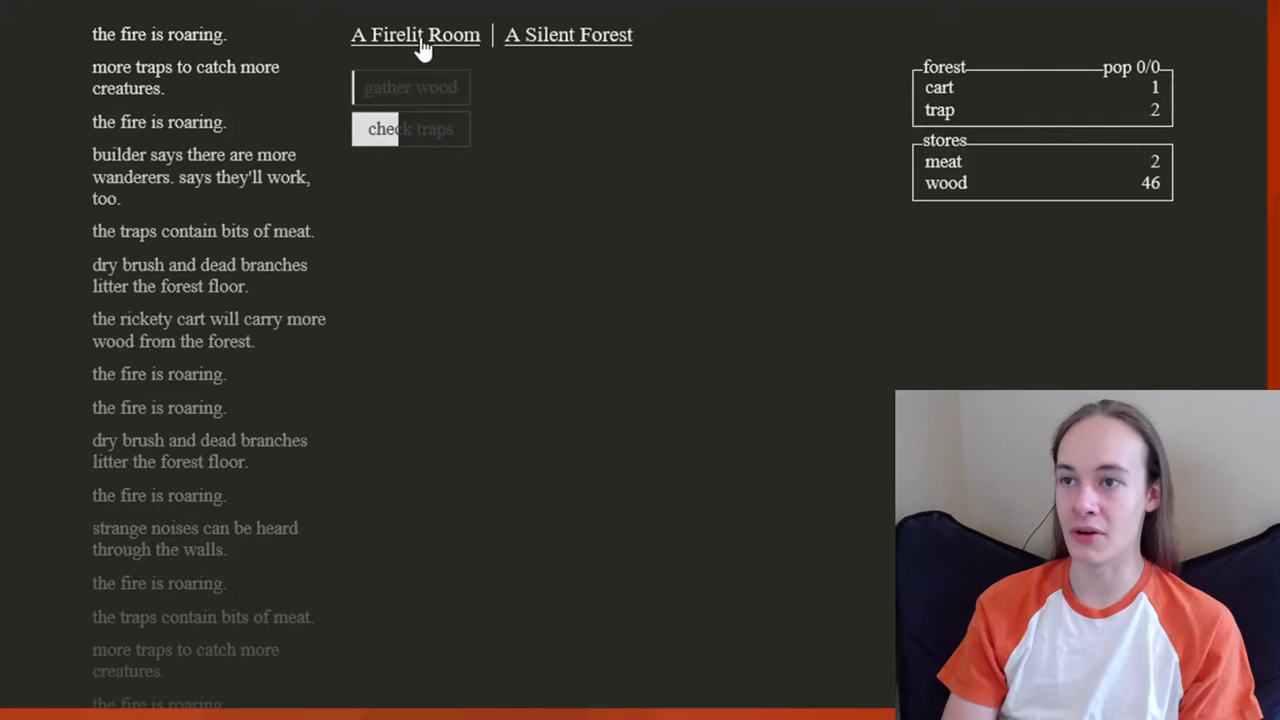 the fire is roaring.
more traps to catch more
creatures.
the fire is roaring.
builder says there are more
wanderers. says they'll work,
too.
the traps contain bits of meat.
dry brush and dead branches
litter the forest floor.
the rickety cart will carry more
wood from the forest.
the fire is roaring.
the fire is roaring.
dry brush and dead branches
litter the forest floor.
the fire is roaring.
strange noises can be heard
through the walls.
the fire is roaring.
the traps contain bits of meat.
more traps to catch more
creatures.
the fire is roaring.
A Firelit Room | A Silent Forest
gather wood
check traps
forest pop 0/0
cart 1
trap 2
stores
meat 2
wood 46